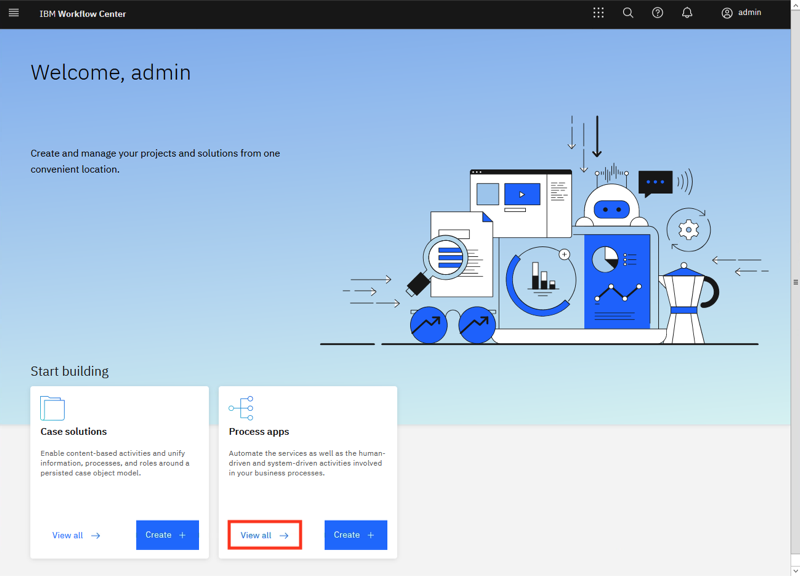 IBM Workflow Center
admin
Welcome, admin
Create and manage your projects and solutions from one
convenient location.
Start building
Case solutions
Enable content-based activities and unify
information, processes, and roles around a
persisted case object model.
View all
Create
Process apps
Automate the services as well as the human-
driven and system-driven activities involved
in your business processes.
View all
Create